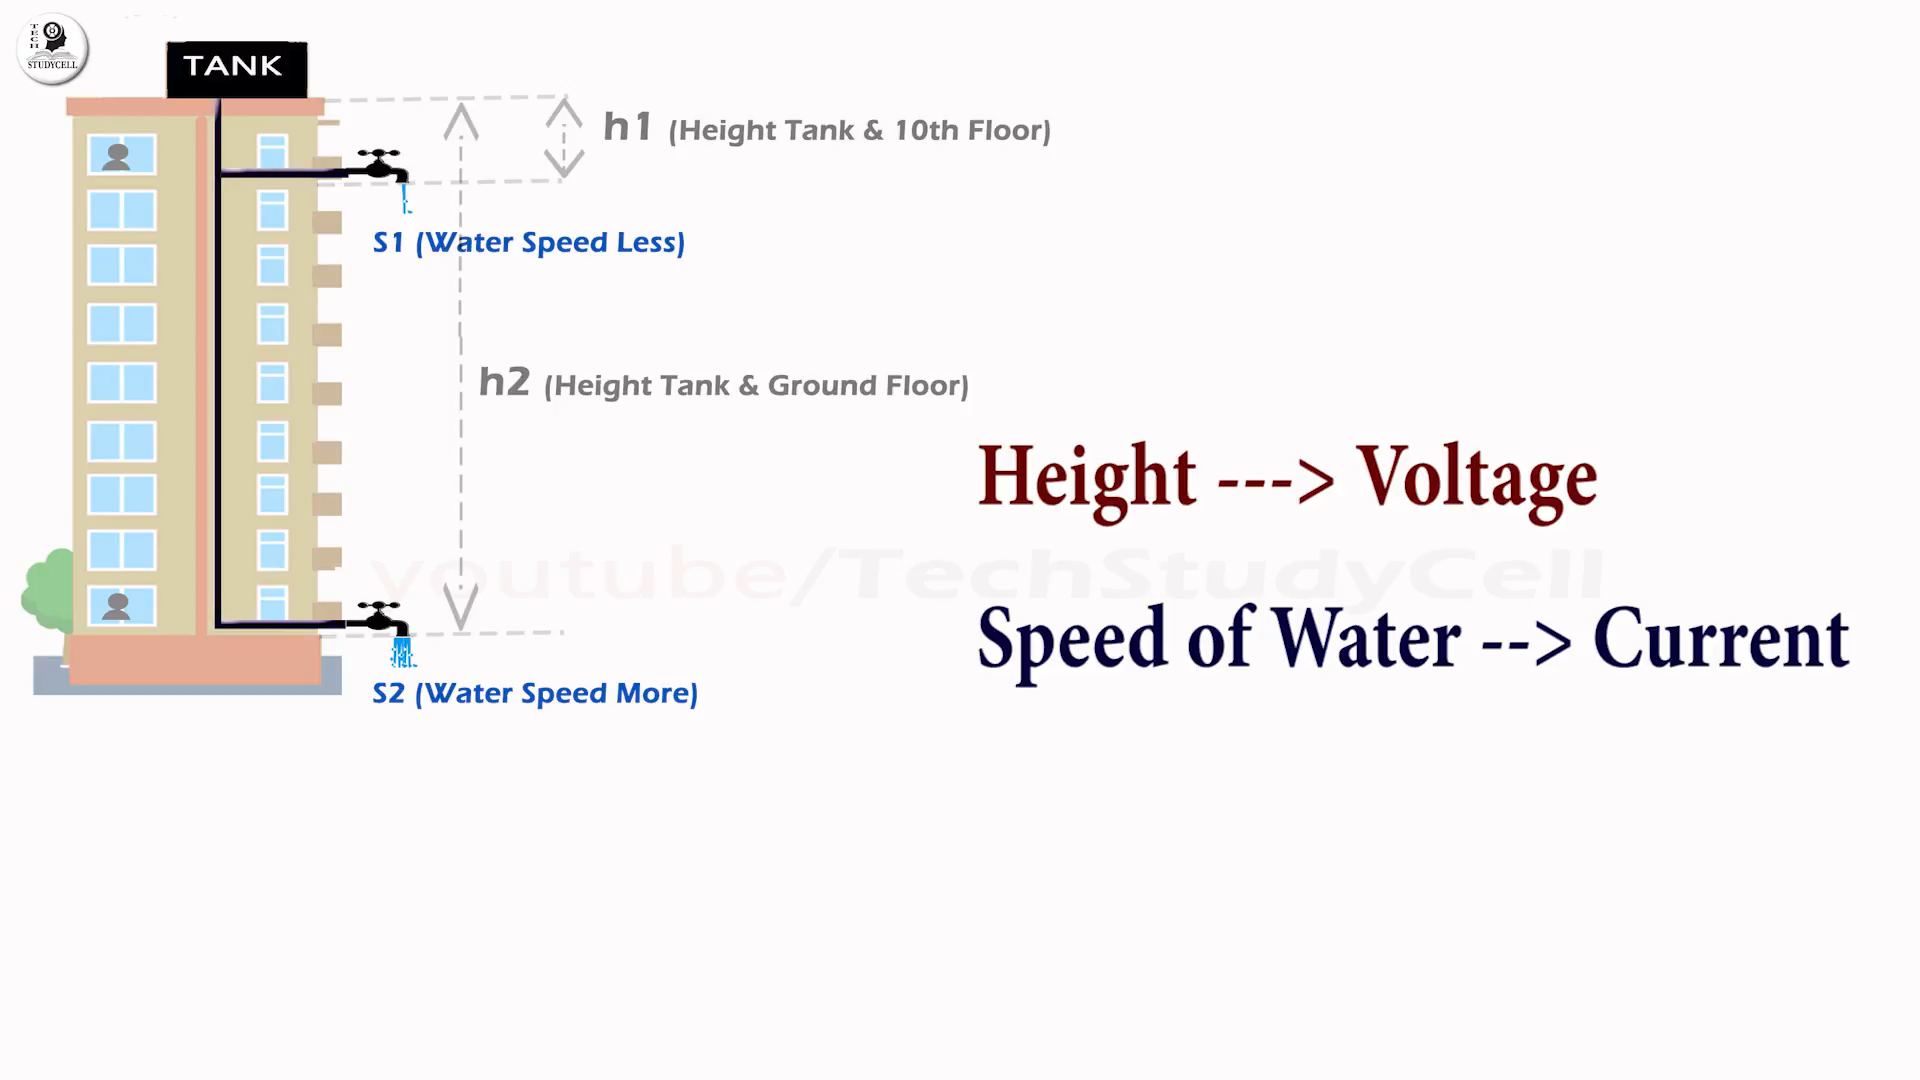 TECH
STUDYCELL
TANK
h1 (Height Tank & 10th Floor)
S1 (Water Speed Less)
h2 (Height Tank & Ground Floor)
Height ---> Voltage
youtube/TechStudyCell
Speed of Water --> Current
S2 (Water Speed More)